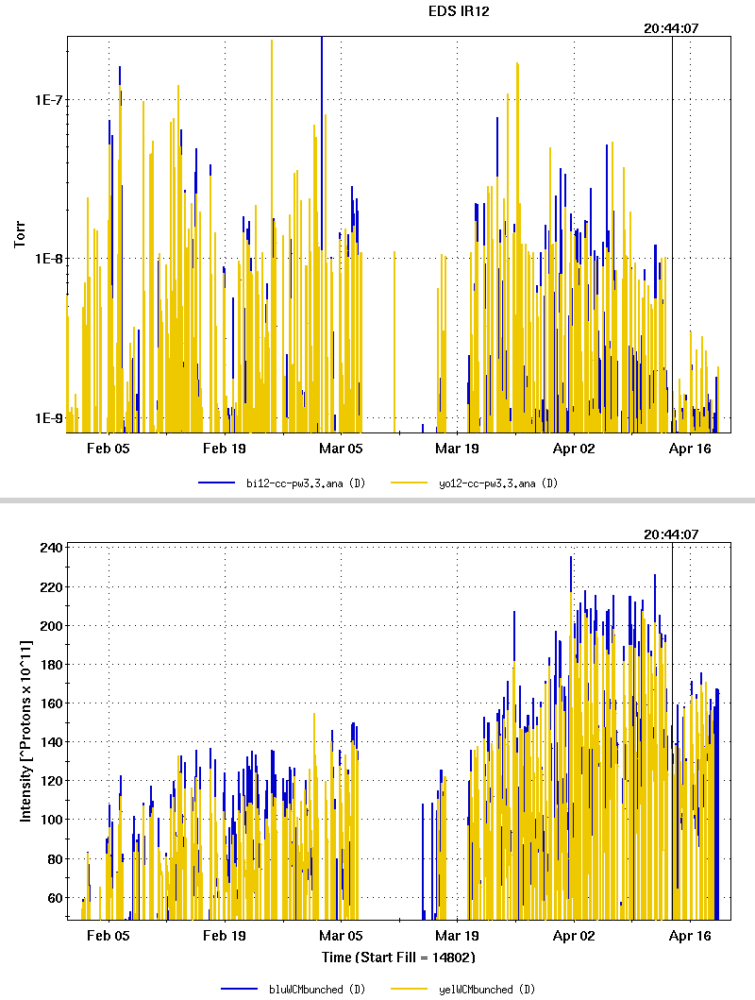 EDS IR12
20:44:07
1E-7
Torr
1E-8
1E-9
Feb 05 Feb 19 Mar 05 Mar 19 Apr 02 Apr 16
bi12-cc-pw3.3.ana (D) yo12-cc-pw3.3.ana (D)
20:44:07
240
220
200
180
160
140
120
100
80
60
Intensity [^Protons x 10^11]
Feb 05 Feb 19 Mar 05 Mar 19 Apr 02 Apr 16
Time (Start Fill = 14802)
bluWCMbunched (D) yelWCMbunched (D)